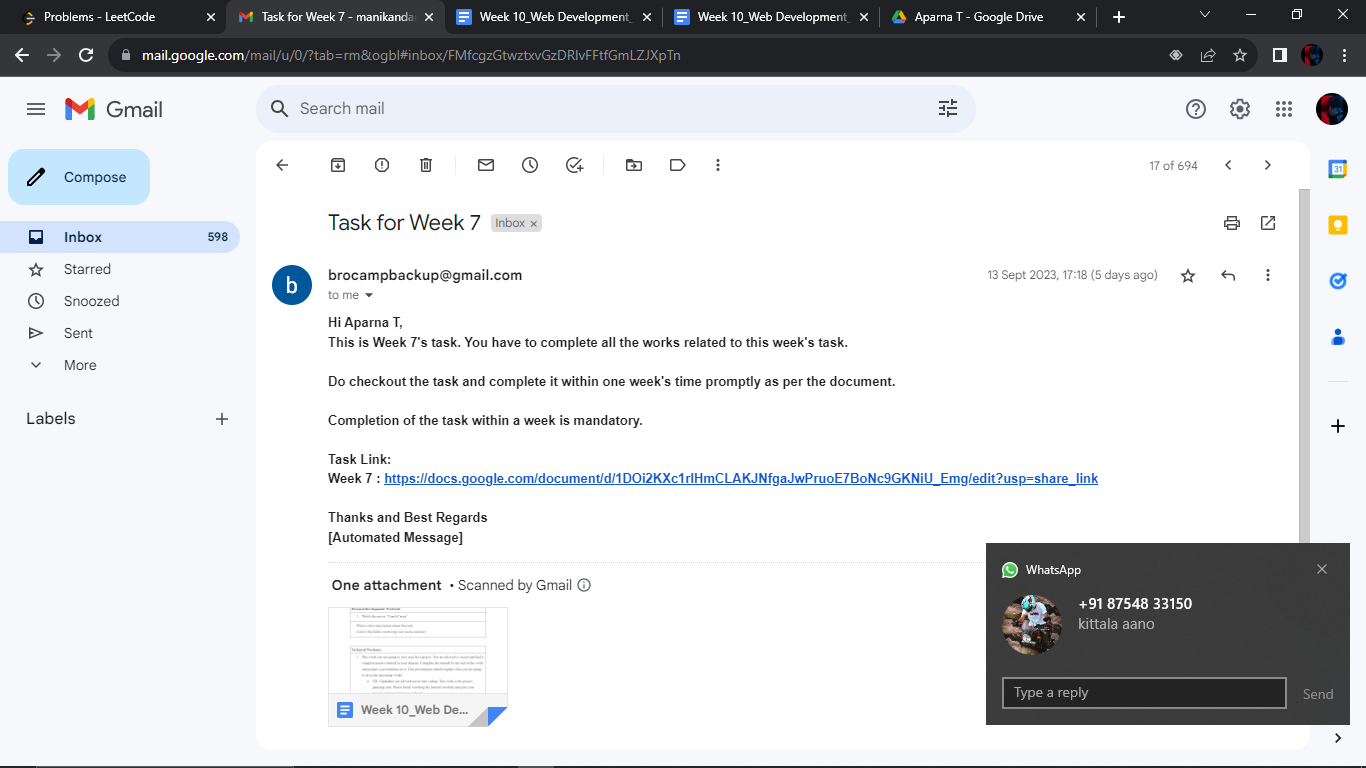 Problems - LeetCode
Task for Week 7 - manikanda
Week 10_Web Development_
Week 10_Web Development_
Aparna T - Google Drive
mail.google.com/mail/u/0/?tab=rm&ogbl#inbox/FMfcgzGtwztxvGzDRlvFFtfGmLZJXpTn
Gmail
Search mail
Compose
17 of 694
31
Inbox 598
Starred
Snoozed
Sent
More
Labels
Task for Week 7 Inbox ×
b
brocampbackup@gmail.com
13 Sept 2023, 17:18 (5 days ago)
to me
Hi Aparna T,
This is Week 7's task. You have to complete all the works related to this week's task.
Do checkout the task and complete it within one week's time promptly as per the document.
Completion of the task within a week is mandatory.
Task Link:
Week 7 : https://docs.google.com/document/d/1DOi2KXc1rlHmCLAKJNfgaJwPruoE7BoNc9GKNiU_Emg/edit?usp=share_link
Thanks and Best Regards
[Automated Message]
One attachment • Scanned by Gmail
Week 10_Web De...
WhatsApp
+91 87548 33150
kittala aano
Type a reply
Send